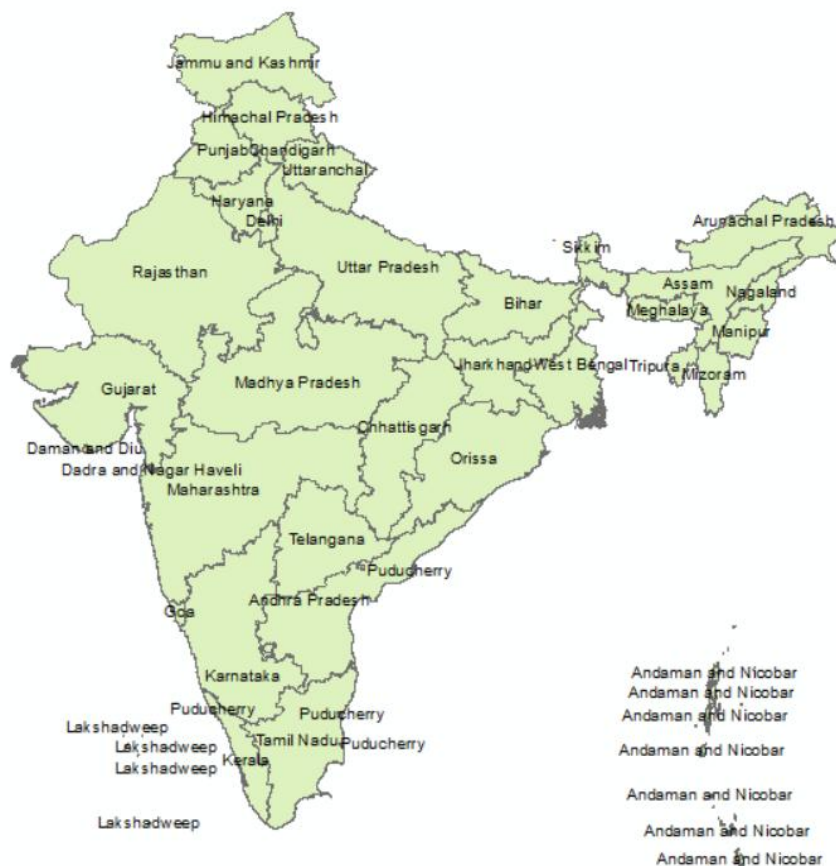 Jammu and Kashmir
Himachal Pradesh
Punjab
Chandigarh
Uttaranchal
Haryana
Delhi
Arunachal Pradesh
Sikkim
Rajasthan
Uttar Pradesh
Assam
Nagaland
Bihar
Meghalaya
Manipur
Jharkhand
West Bengal
Tripura
Mizoram
Gujarat
Madhya Pradesh
Chhattisgarh
Daman and Diu
Orissa
Dadra and Nagar Haveli
Maharashtra
Telangana
Puducherry
Andhra Pradesh
Goa
Karnataka
Andaman and Nicobar
Andaman and Nicobar
Puducherry
Puducherry
Andaman and Nicobar
Lakshadweep
Tamil Nadu
Puducherry
Lakshadweep
Andaman and Nicobar
Kerala
Lakshadweep
Andaman and Nicobar
Lakshadweep
Andaman and Nicobar
Andaman and Nicobar